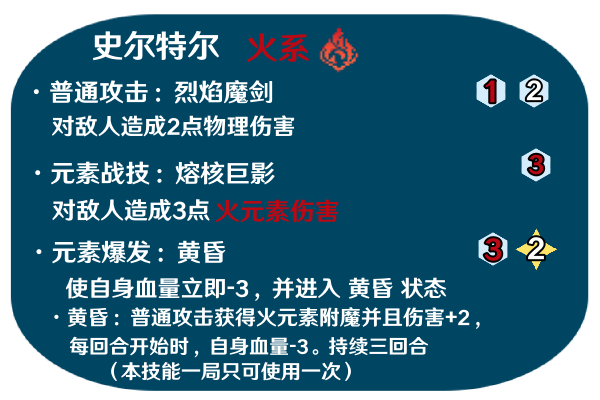 史尔特尔 火系
·普通攻击：烈焰魔剑 1 2
对敌人造成2点物理伤害
·元素战技：熔核巨影 3
对敌人造成3点 火元素伤害
·元素爆发：黄昏 3 2
使自身血量立即-3，并进入 黄昏 状态
·黄昏：普通攻击获得火元素附魔并且伤害+2，
每回合开始时，自身血量-3。持续三回合
（本技能一局只可使用一次）